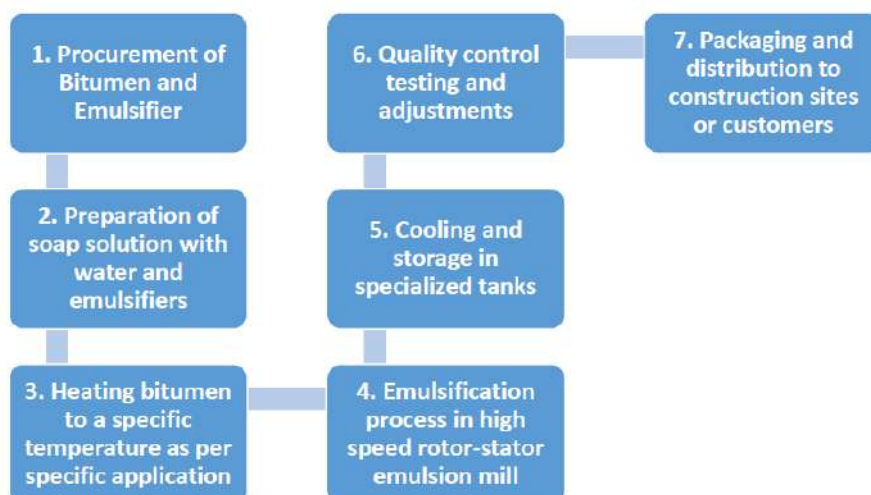 1. Procurement of
Bitumen and
Emulsifier
2. Preparation of
soap solution with
water and
emulsifiers
3. Heating bitumen
to a specific
temperature as per
specific application
4. Emulsification
process in high
speed rotor-stator
emulsion mill
5. Cooling and
storage in
specialized tanks
6. Quality control
testing and
adjustments
7. Packaging and
distribution to
construction sites
or customers